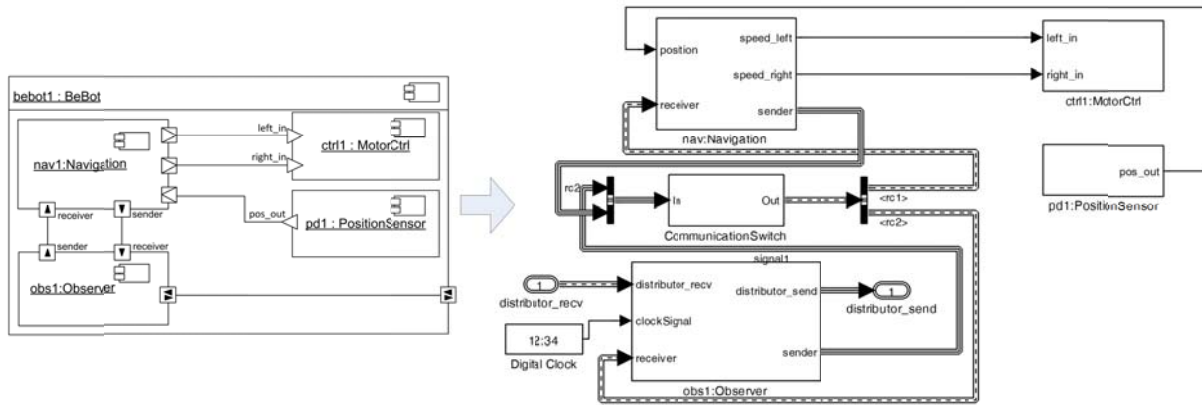 bebot1 : BeBot
nav1:Navigation
left_in
right_in
ctrl1 : MotorCtrl
pos_out
pd1 : PositionSensor
receiver
sender
sender
receiver
obs1:Observer
position
speed_left
speed_right
receiver
sender
nav:Navigation
left_in
right_in
ctrl1:MotorCtrl
pos_out
pd1:PositionSensor
rc2
In
Out
<rc1>
<rc2>
CommunicationSwitch
signal1
1
distributor_recv
distributor_recv
distributor_send
1
distributor_send
clockSignal
12:34
Digital Clock
receiver
sender
obs1:Observer